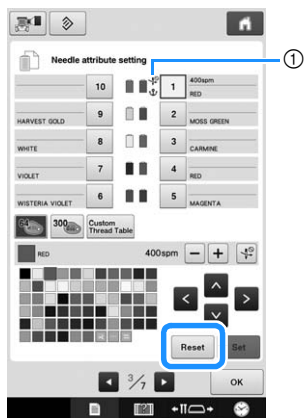 Needle attribute setting
①
10 1 400spm
RED
HARVEST GOLD 9 2 MOSS GREEN
WHITE 8 3 CARMINE
VIOLET 7 4 RED
WISTERIA VIOLET 6 5 MAGENTA
64 300 Custom
Thread Table
RED 400spm - +
< ^ >
v
Reset Set
3/7 OK